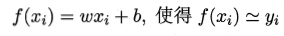 f(xᵢ) = wxᵢ + b, 使得 f(xᵢ) ≃ yᵢ